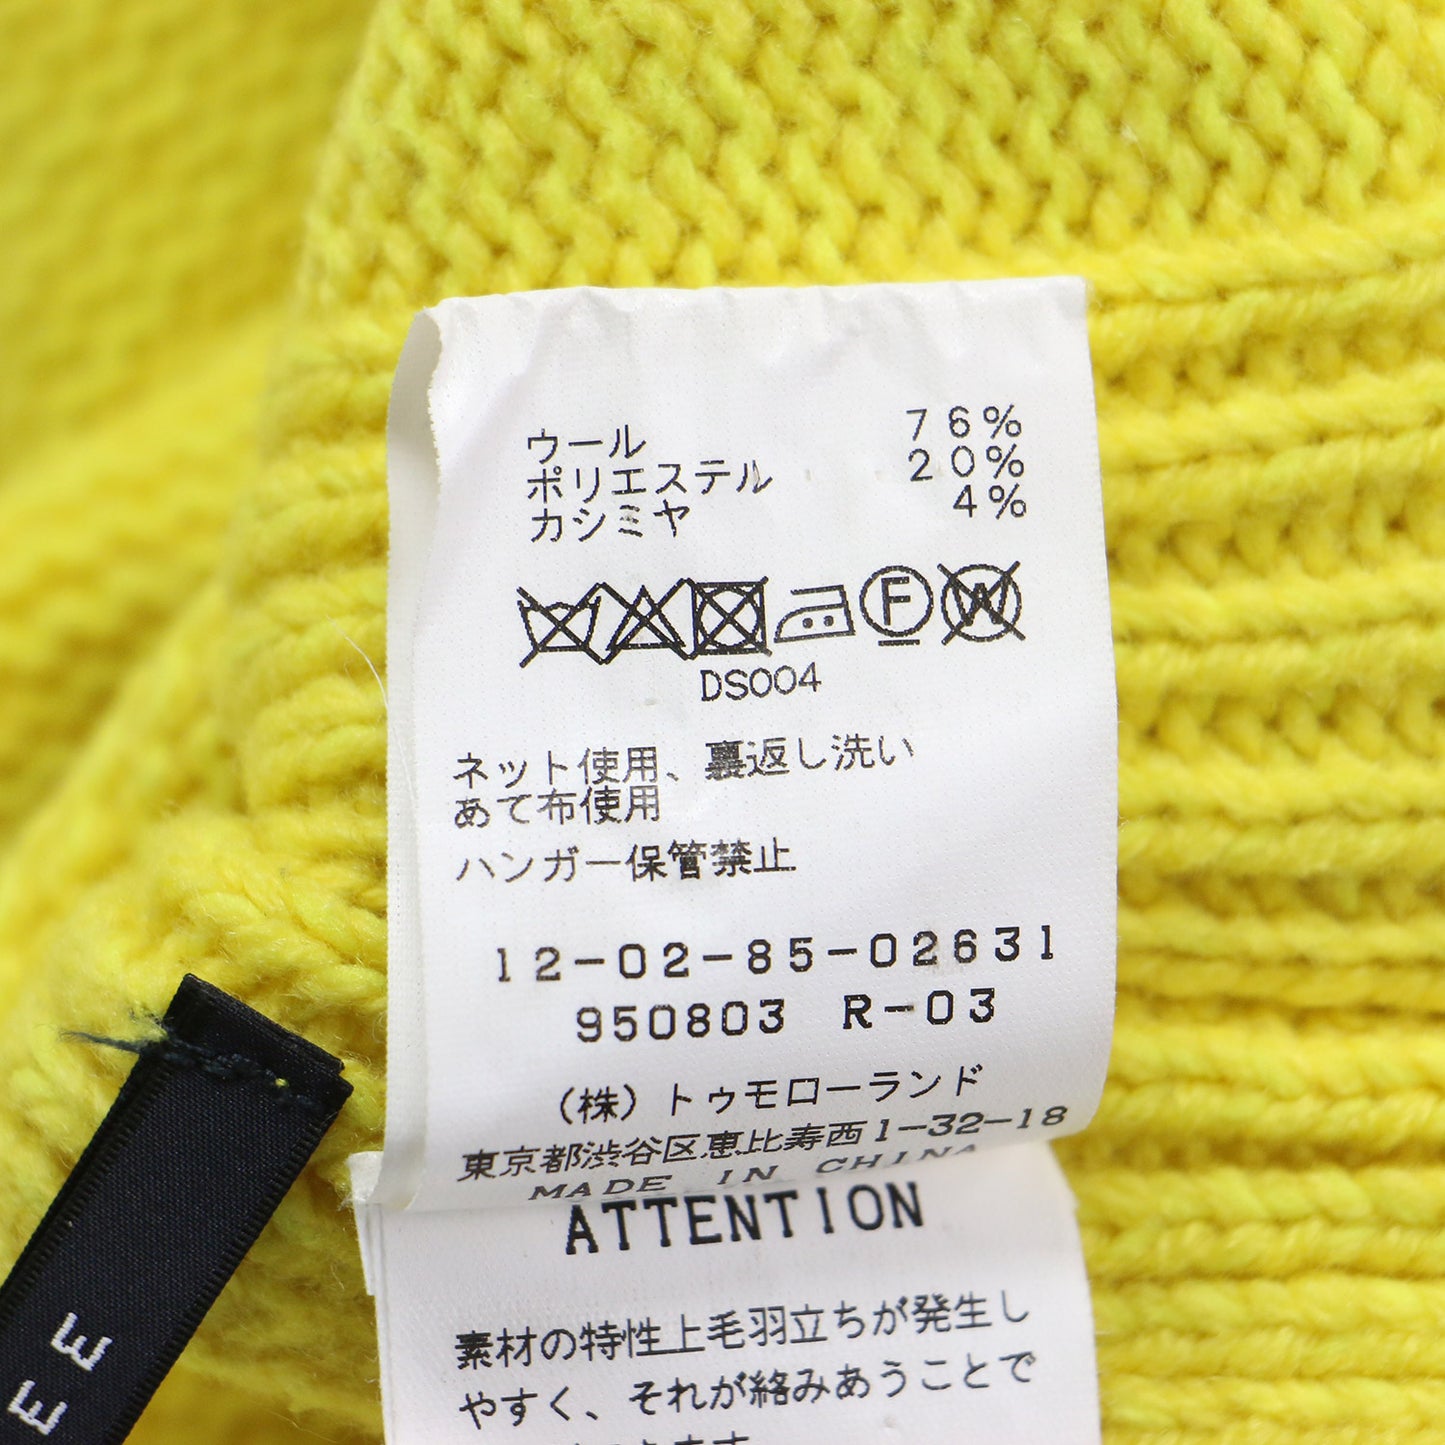 ウール 76%
ポリエステル 20%
カシミヤ 4%
F W
DS004
ネット使用、裏返し洗い
あて布使用
ハンガー保管禁止
12-02-85-02631
950803 R-03
(株)トゥモローランド
東京都渋谷区恵比寿西1-32-18
MADE IN CHINA
ATTENTION
素材の特性上毛羽立ちが発生し
やすく、それが絡みあうことで
EE